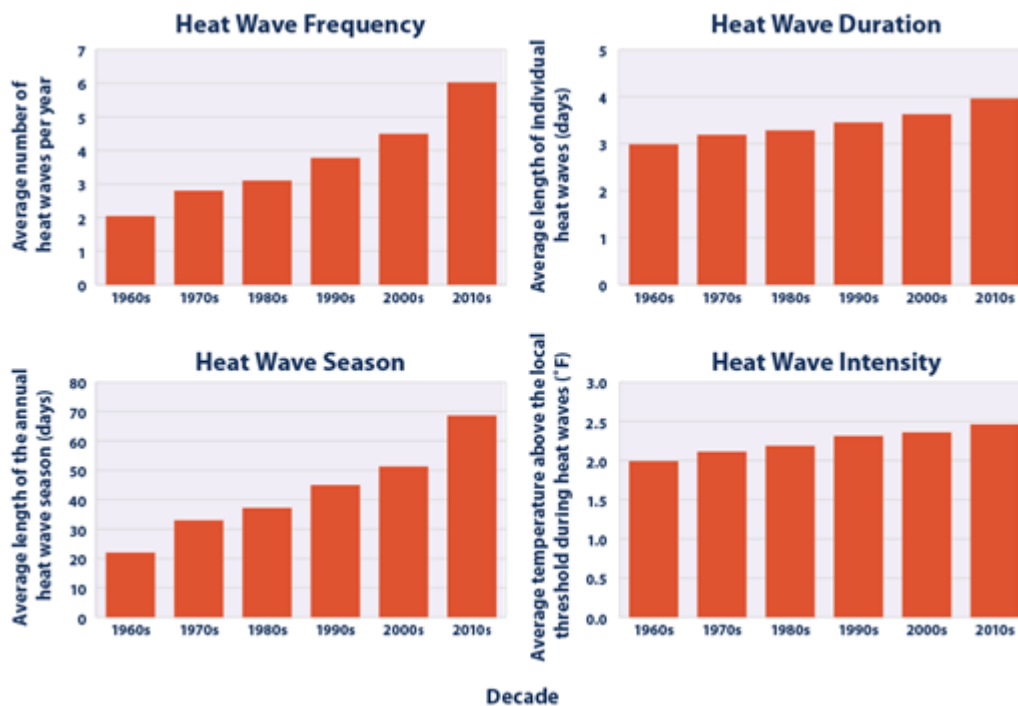 Heat Wave Frequency
Average number of
heat waves per year
7
6
5
4
3
2
1
0
1960s 1970s 1980s 1990s 2000s 2010s
Heat Wave Duration
Average length of individual
heat waves (days)
5
4
3
2
1
0
1960s 1970s 1980s 1990s 2000s 2010s
Heat Wave Season
Average length of the annual
heat wave season (days)
80
70
60
50
40
30
20
10
0
1960s 1970s 1980s 1990s 2000s 2010s
Heat Wave Intensity
Average temperature above the local
threshold during heat waves (°F)
3.0
2.5
2.0
1.5
1.0
0.5
0.0
1960s 1970s 1980s 1990s 2000s 2010s
Decade